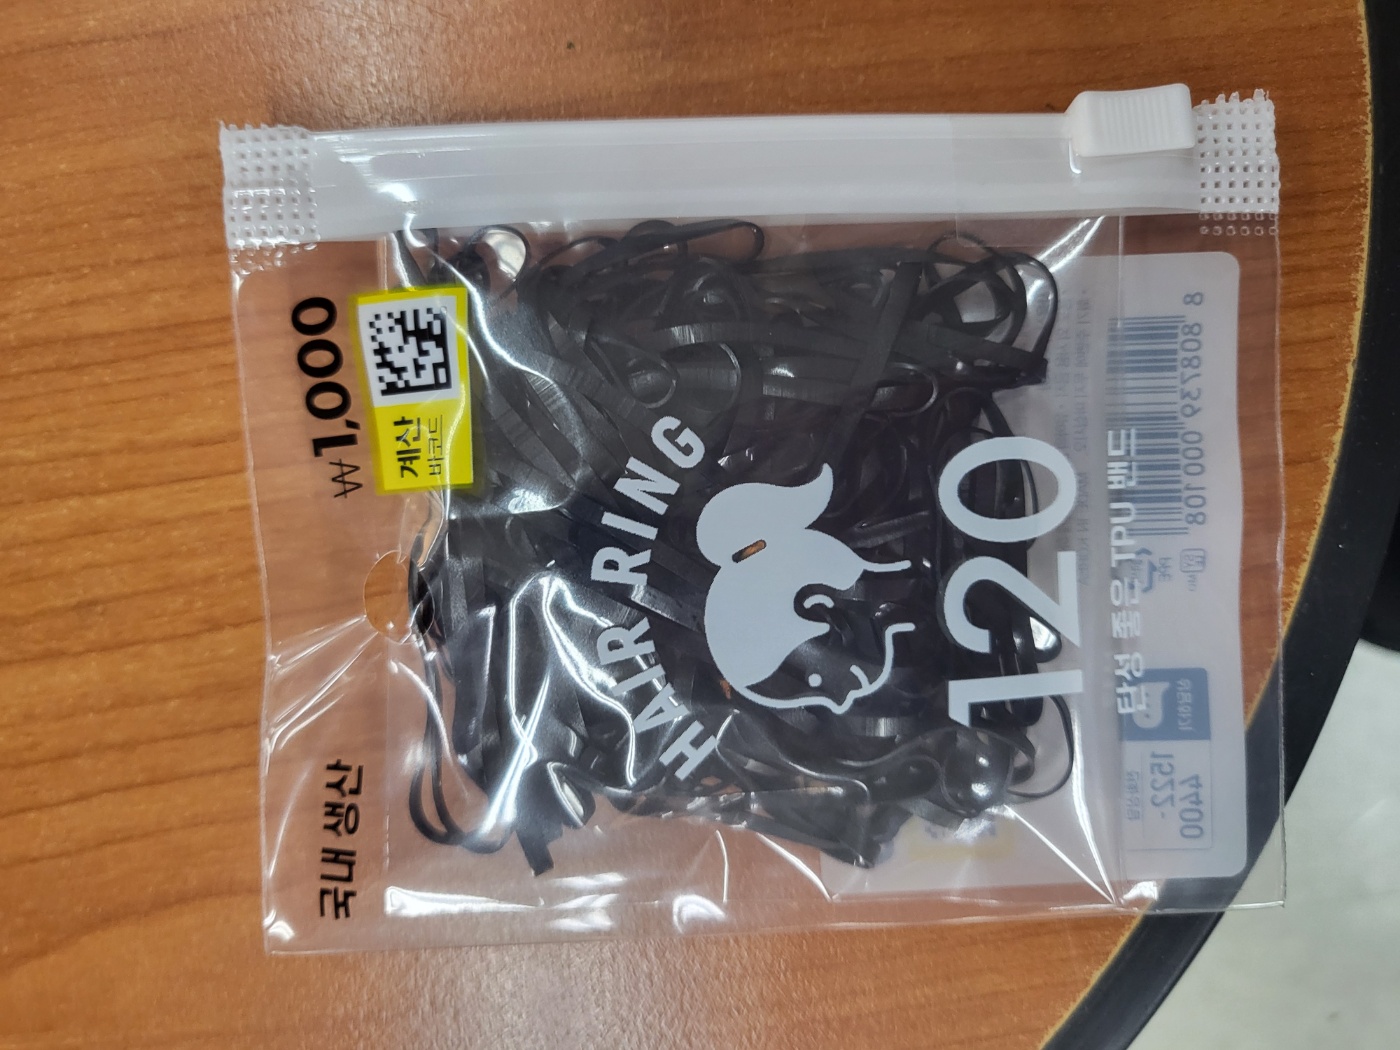 국내 생산
₩1,000
계산
바코드
HAIR RING
120
탄성 좋은 TPU 밴드
8 808739 000108
1522-
4400